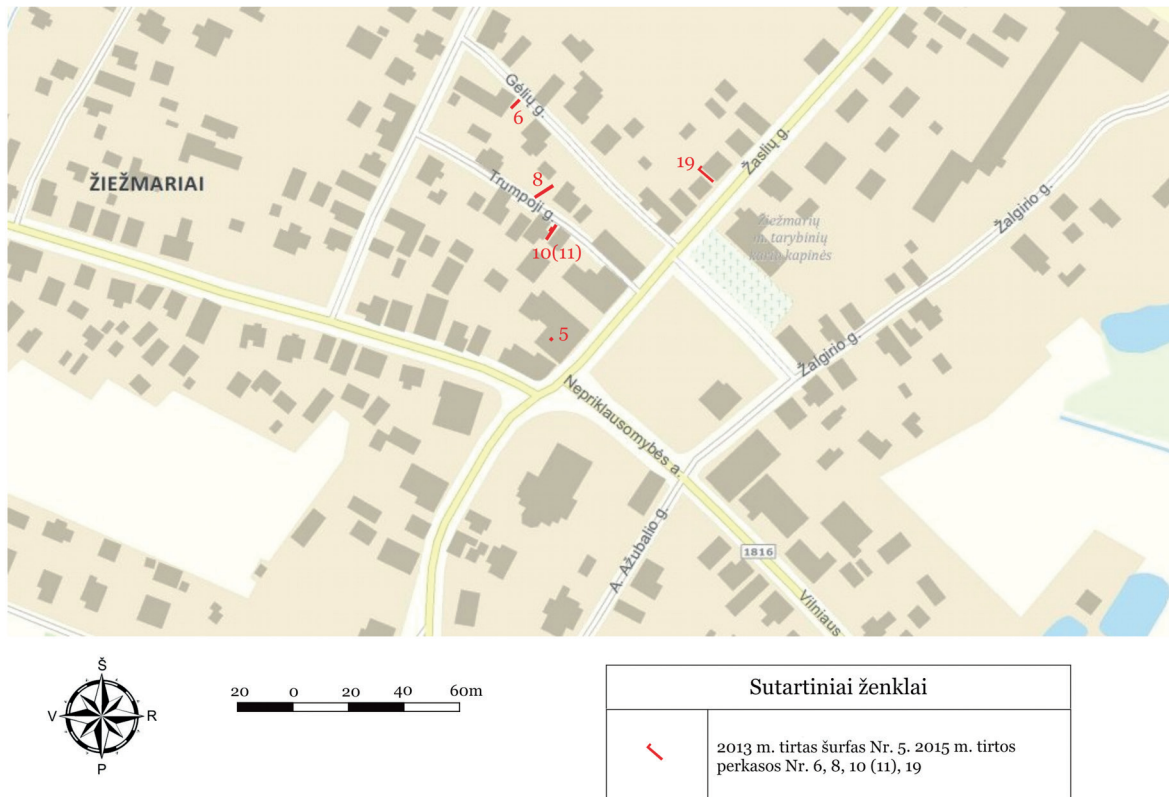 Gėlių g.
6
Žaslių g.
19
ŽIEŽMARIAI
8
Trumpoji g.
Žalgirio g.
Žiežmarių
m. tarybinių
karių kapinės
10(11)
5
Žalgirio g.
Nepriklausomybės a.
1816
A. Ažubalio g.
Vilniaus
Š
V
R
P
20 0 20 40 60m
Sutartiniai ženklai
2013 m. tirtas šurfas Nr. 5. 2015 m. tirtos
perkasos Nr. 6, 8, 10 (11), 19